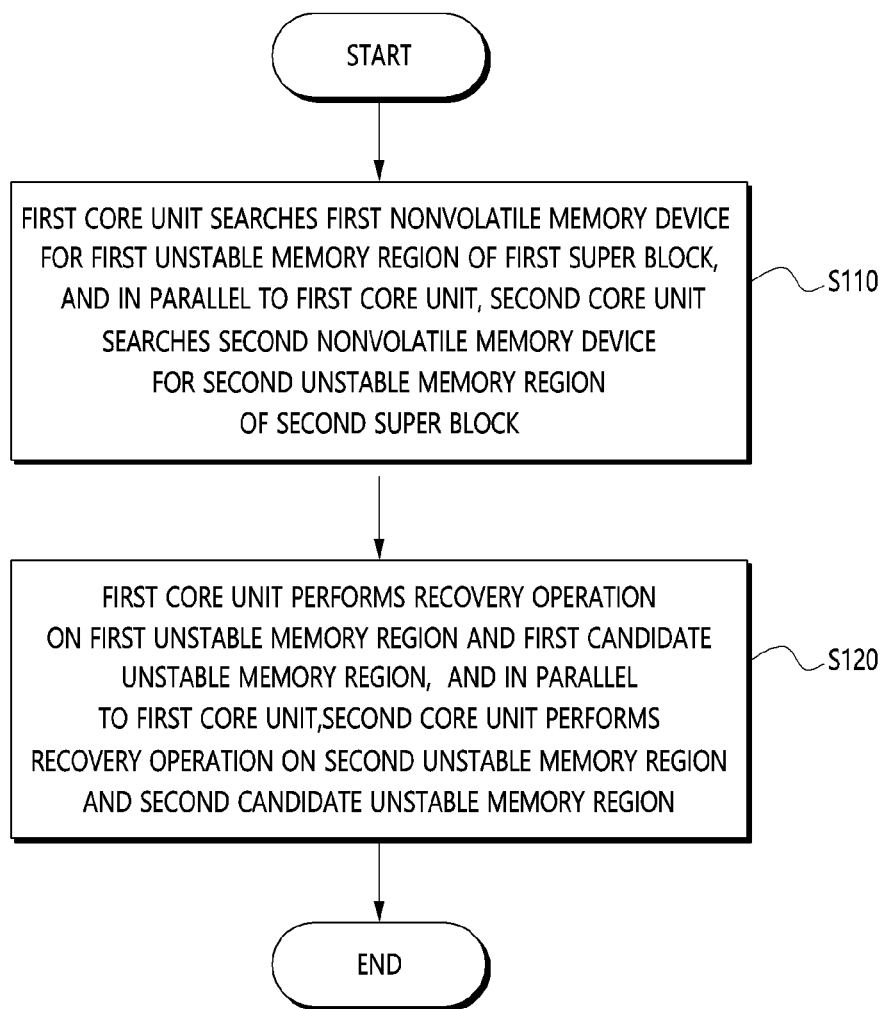 START
FIRST CORE UNIT SEARCHES FIRST NONVOLATILE MEMORY DEVICE
FOR FIRST UNSTABLE MEMORY REGION OF FIRST SUPER BLOCK,
AND IN PARALLEL TO FIRST CORE UNIT, SECOND CORE UNIT
SEARCHES SECOND NONVOLATILE MEMORY DEVICE
FOR SECOND UNSTABLE MEMORY REGION
OF SECOND SUPER BLOCK
S110
FIRST CORE UNIT PERFORMS RECOVERY OPERATION
ON FIRST UNSTABLE MEMORY REGION AND FIRST CANDIDATE
UNSTABLE MEMORY REGION, AND IN PARALLEL
TO FIRST CORE UNIT,SECOND CORE UNIT PERFORMS
RECOVERY OPERATION ON SECOND UNSTABLE MEMORY REGION
AND SECOND CANDIDATE UNSTABLE MEMORY REGION
S120
END